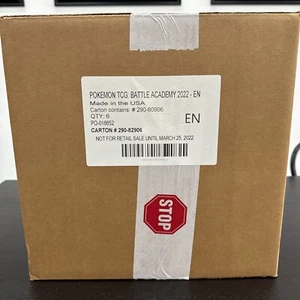 POKEMON TCG: BATTLE ACADEMY 2022 - EN
Made in the USA
Carton contains: # 290-80906
QTY: 6
EN
PO-018652
CARTON # 290-82906
NOT FOR RETAIL SALE UNTIL MARCH 25, 2022
STOP